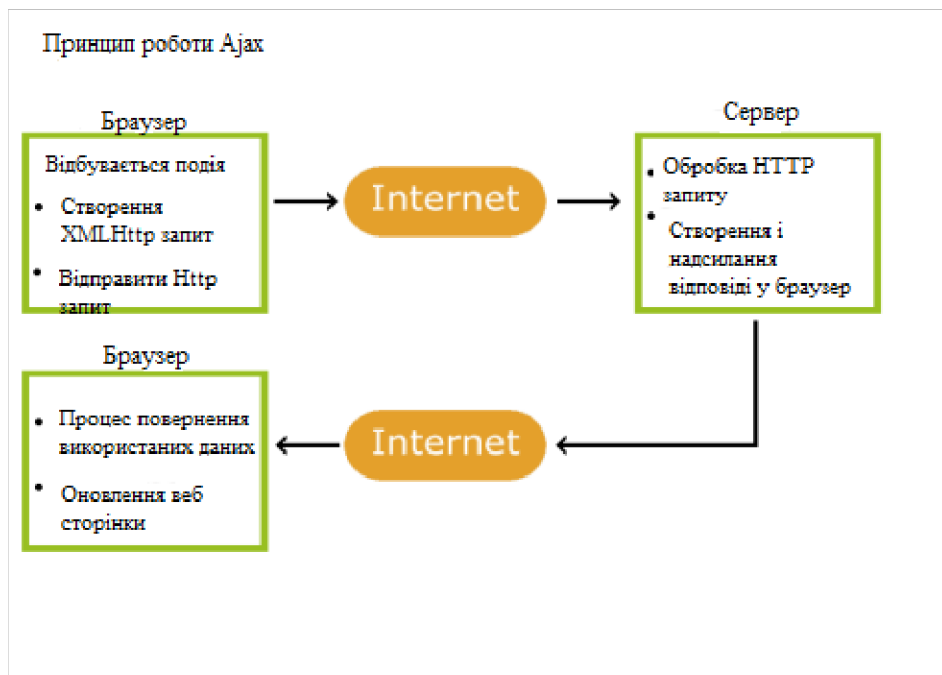 Принцип роботи Ajax
Браузер
Відбувається подія
• Створення
XMLHttp запит
• Відправити Http
запит
Internet
Сервер
• Обробка HTTP
запиту
• Створення і
надсилання
відповіді у браузер
Браузер
• Процес повернення
використаних даних
• Оновлення веб
сторінки
Internet